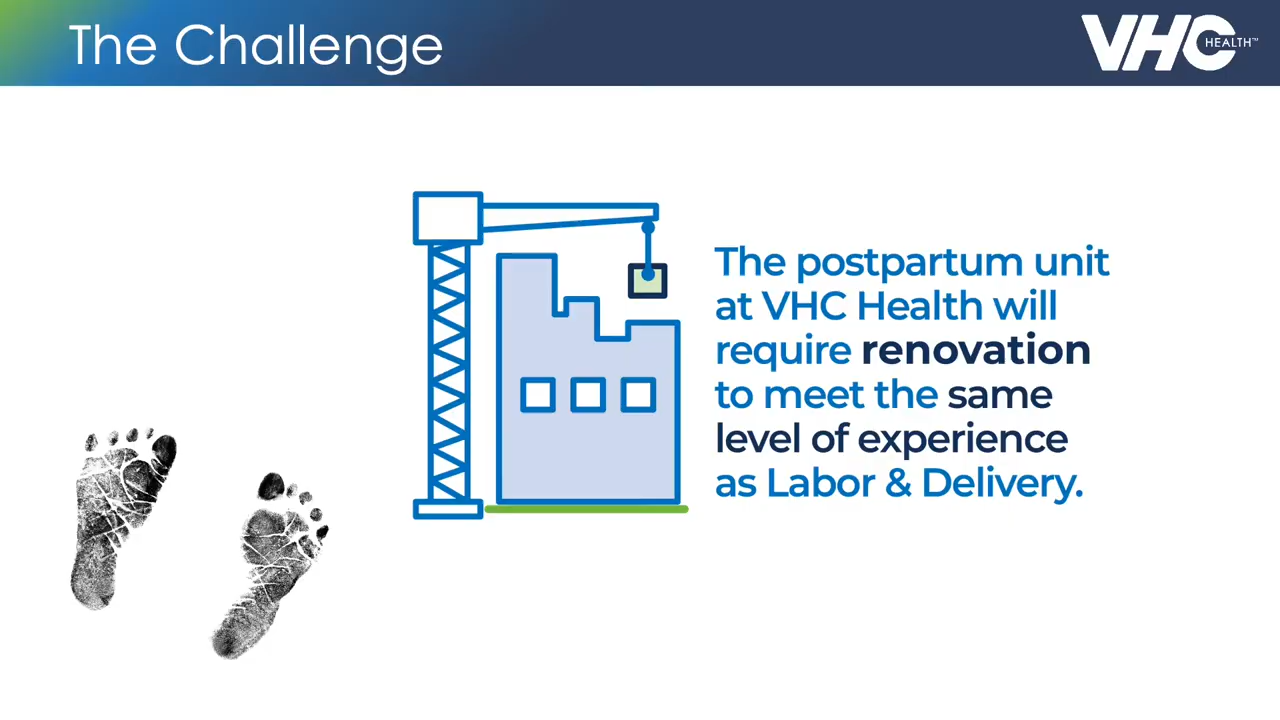 The Challenge
VHC HEALTH™
The postpartum unit
at VHC Health will
require renovation
to meet the same
level of experience
as Labor & Delivery.